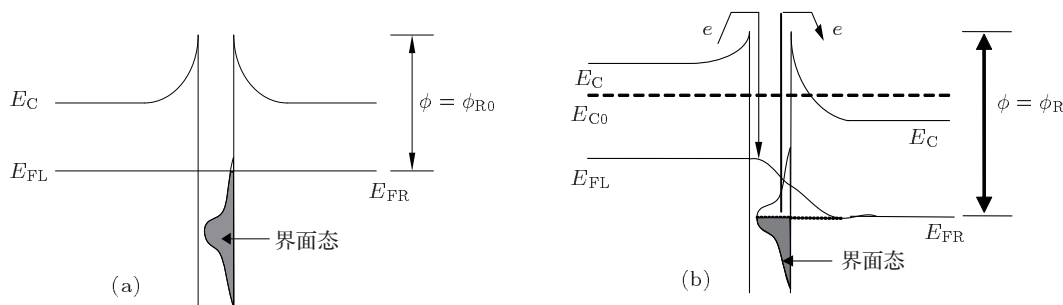 E_C
E_FL
E_FR
ϕ = ϕ_R0
界面态
(a)
e
e
E_C
E_C0
E_C
ϕ = ϕ_R
E_FL
E_FR
界面态
(b)